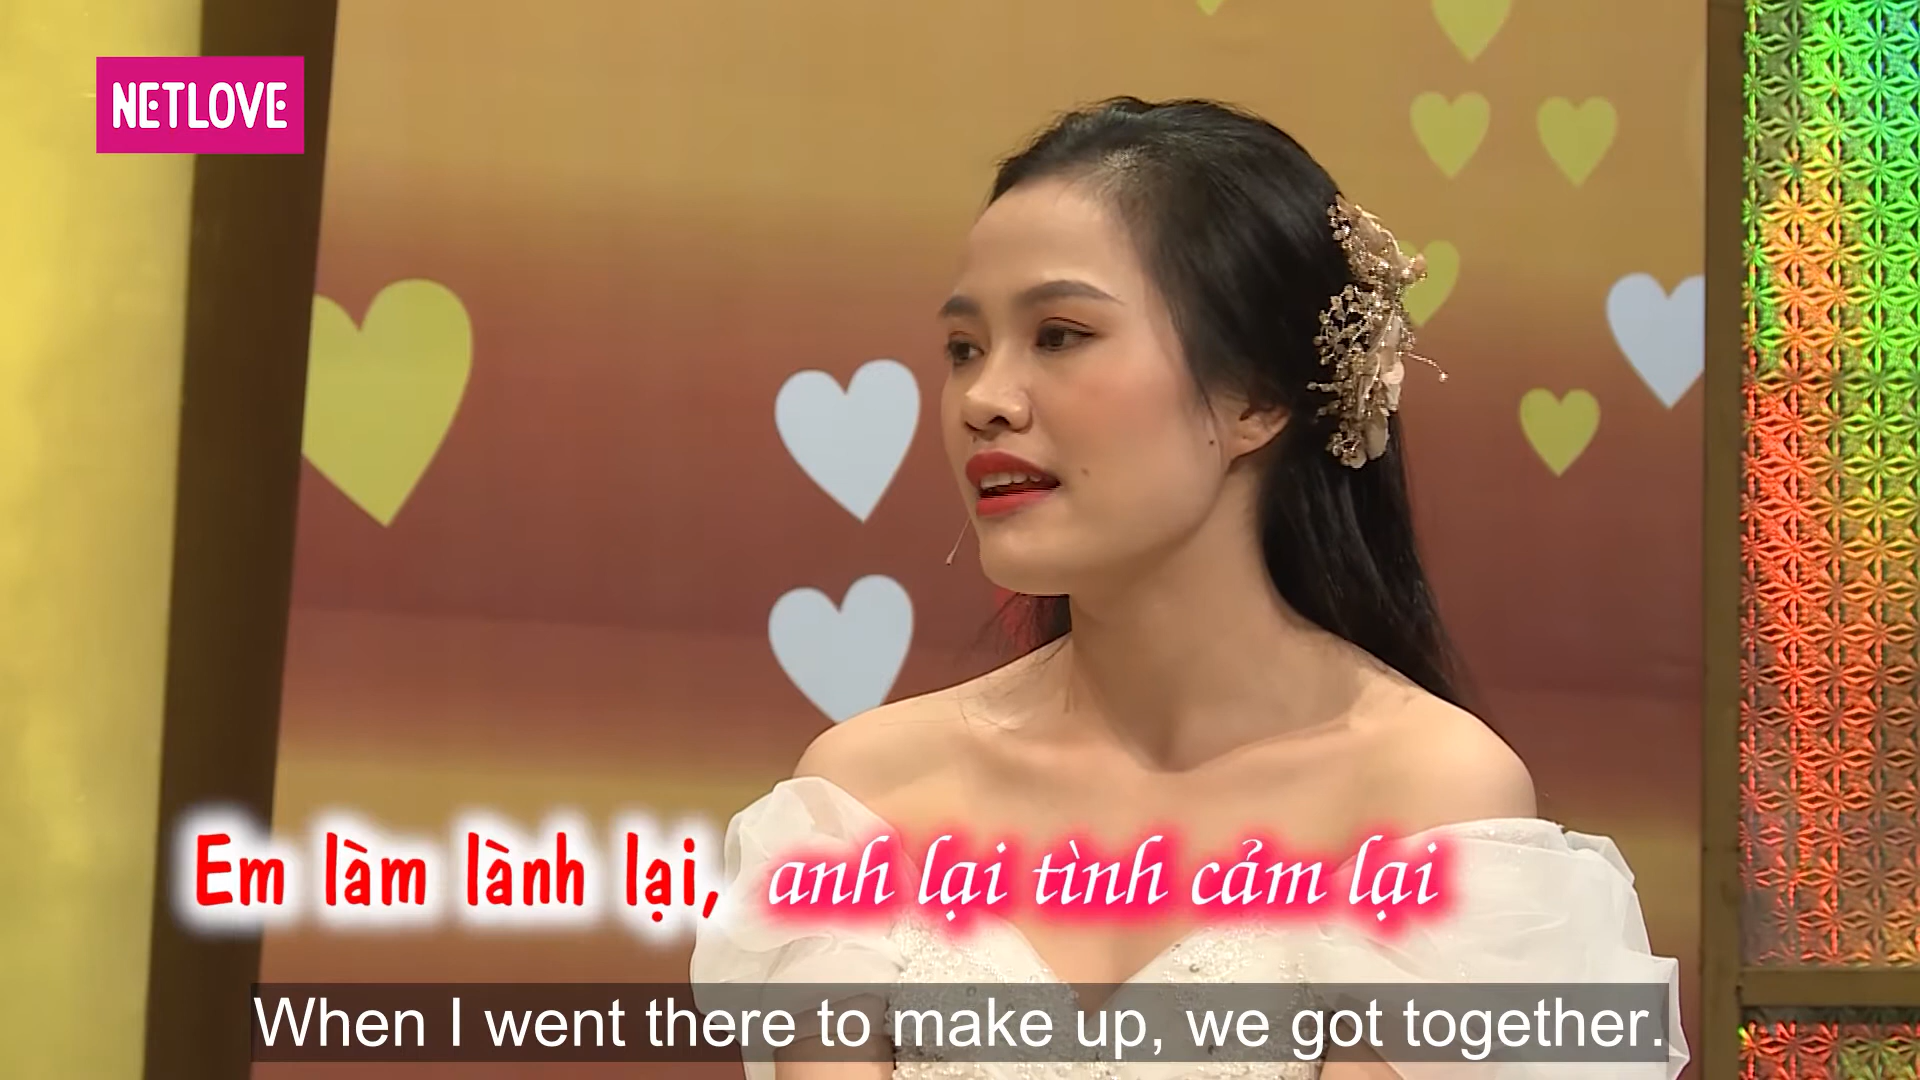 NETLOVE
Em làm lành lại, anh lại tình cảm lại
When I went there to make up, we got together.